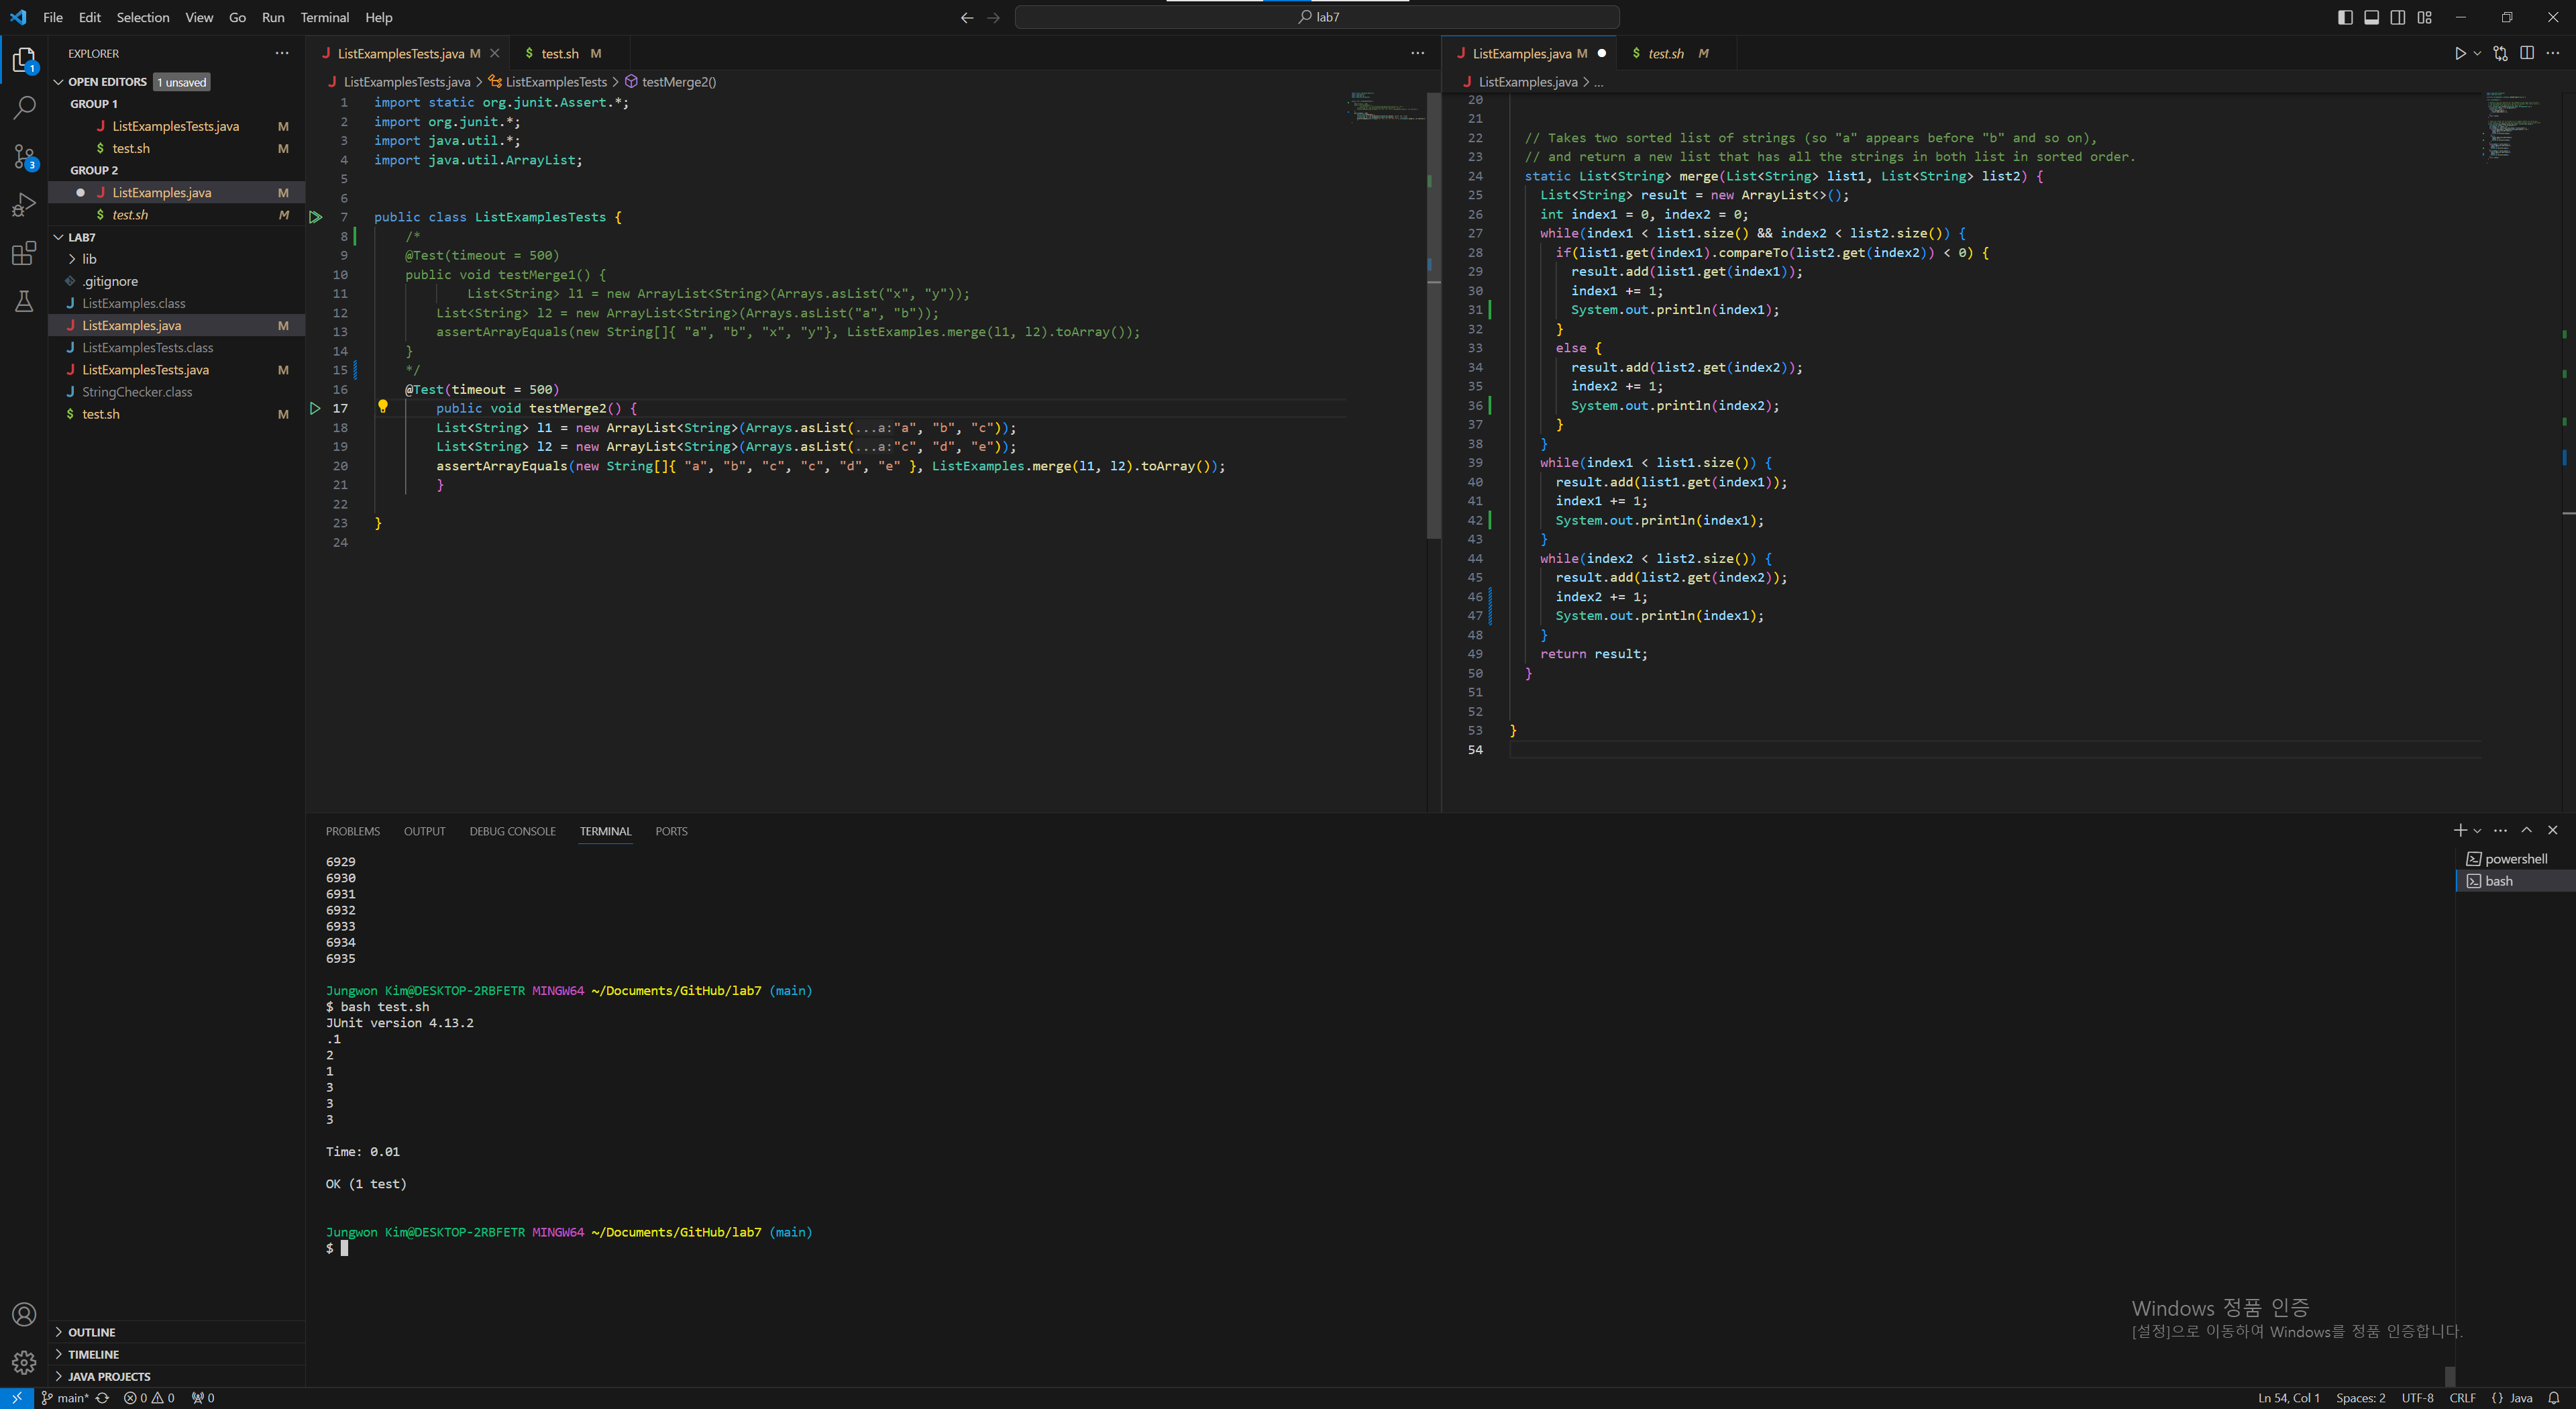 File Edit Selection View Go Run Terminal Help
lab7
EXPLORER
OPEN EDITORS 1 unsaved
GROUP 1
ListExamplesTests.java M
test.sh M
GROUP 2
ListExamples.java M
test.sh M
LAB7
lib
.gitignore
ListExamples.class
ListExamples.java M
ListExamplesTests.class
ListExamplesTests.java M
StringChecker.class
$ test.sh M
OUTLINE
TIMELINE
JAVA PROJECTS
ListExamplesTests.java M
$ test.sh M
ListExamplesTests.java > ListExamplesTests > testMerge2()
1 import static org.junit.Assert.*;
2 import org.junit.*;
3 import java.util.*;
4 import java.util.ArrayList;
5
6
7 public class ListExamplesTests {
8 /*
9 @Test(timeout = 500)
10 public void testMerge1() {
11 List<String> l1 = new ArrayList<String>(Arrays.asList("x", "y"));
12 List<String> l2 = new ArrayList<String>(Arrays.asList("a", "b"));
13 assertArrayEquals(new String[]{ "a", "b", "x", "y"}, ListExamples.merge(l1, l2).toArray());
14 }
15 */
16 @Test(timeout = 500)
17 public void testMerge2() {
18 List<String> l1 = new ArrayList<String>(Arrays.asList(...a:"a", "b", "c"));
19 List<String> l2 = new ArrayList<String>(Arrays.asList(...a:"c", "d", "e"));
20 assertArrayEquals(new String[]{ "a", "b", "c", "c", "d", "e" }, ListExamples.merge(l1, l2).toArray());
21 }
22
23 }
24
ListExamples.java M
$ test.sh M
ListExamples.java > ...
20
21
22 // Takes two sorted list of strings (so "a" appears before "b" and so on),
23 // and return a new list that has all the strings in both list in sorted order.
24 static List<String> merge(List<String> list1, List<String> list2) {
25 List<String> result = new ArrayList<>();
26 int index1 = 0, index2 = 0;
27 while(index1 < list1.size() && index2 < list2.size()) {
28 if(list1.get(index1).compareTo(list2.get(index2)) < 0) {
29 result.add(list1.get(index1));
30 index1 += 1;
31 System.out.println(index1);
32 }
33 else {
34 result.add(list2.get(index2));
35 index2 += 1;
36 System.out.println(index2);
37 }
38 }
39 while(index1 < list1.size()) {
40 result.add(list1.get(index1));
41 index1 += 1;
42 System.out.println(index1);
43 }
44 while(index2 < list2.size()) {
45 result.add(list2.get(index2));
46 index2 += 1;
47 System.out.println(index1);
48 }
49 return result;
50 }
51
52
53 }
54
PROBLEMS OUTPUT DEBUG CONSOLE TERMINAL PORTS
powershell
bash
6929
6930
6931
6932
6933
6934
6935
Jungwon Kim@DESKTOP-2RBFETR MINGW64 ~/Documents/GitHub/lab7 (main)
$ bash test.sh
JUnit version 4.13.2
.1
2
1
3
3
3
Time: 0.01
OK (1 test)
Jungwon Kim@DESKTOP-2RBFETR MINGW64 ~/Documents/GitHub/lab7 (main)
$
Windows 정품 인증
[설정]으로 이동하여 Windows를 정품 인증합니다.
main* 0 0 0
Ln 54, Col 1 Spaces: 2 UTF-8 CRLF {} Java